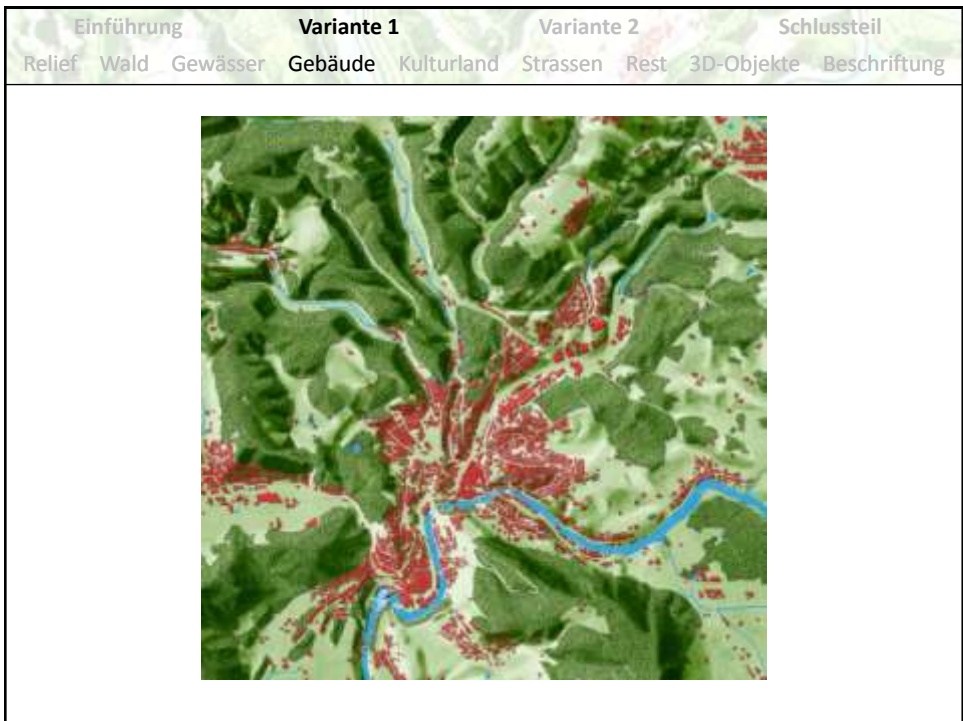 Einführung Variante 1 Variante 2 Schlussteil
Relief Wald Gewässer Gebäude Kulturland Strassen Rest 3D-Objekte Beschriftung